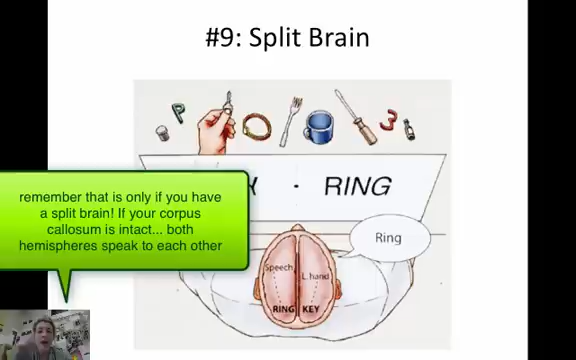 #9: Split Brain
P
3
Y · RING
remember that is only if you have
a split brain! If your corpus
callosum is intact... both
hemispheres speak to each other
Ring
Speech
L.hand
RING KEY